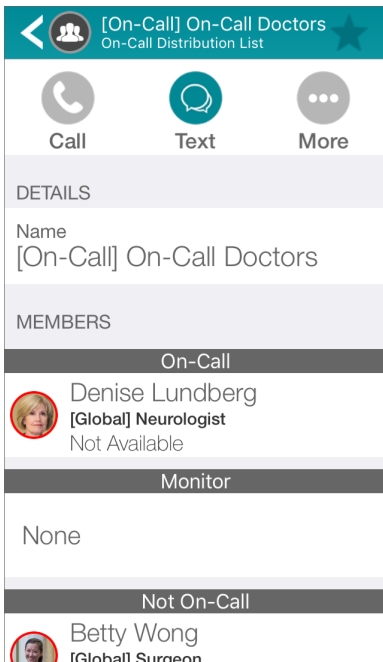 [On-Call] On-Call Doctors
On-Call Distribution List
Call
Text
More
DETAILS
Name
[On-Call] On-Call Doctors
MEMBERS
On-Call
Denise Lundberg
[Global] Neurologist
Not Available
Monitor
None
Not On-Call
Betty Wong
[Global] Surgeon